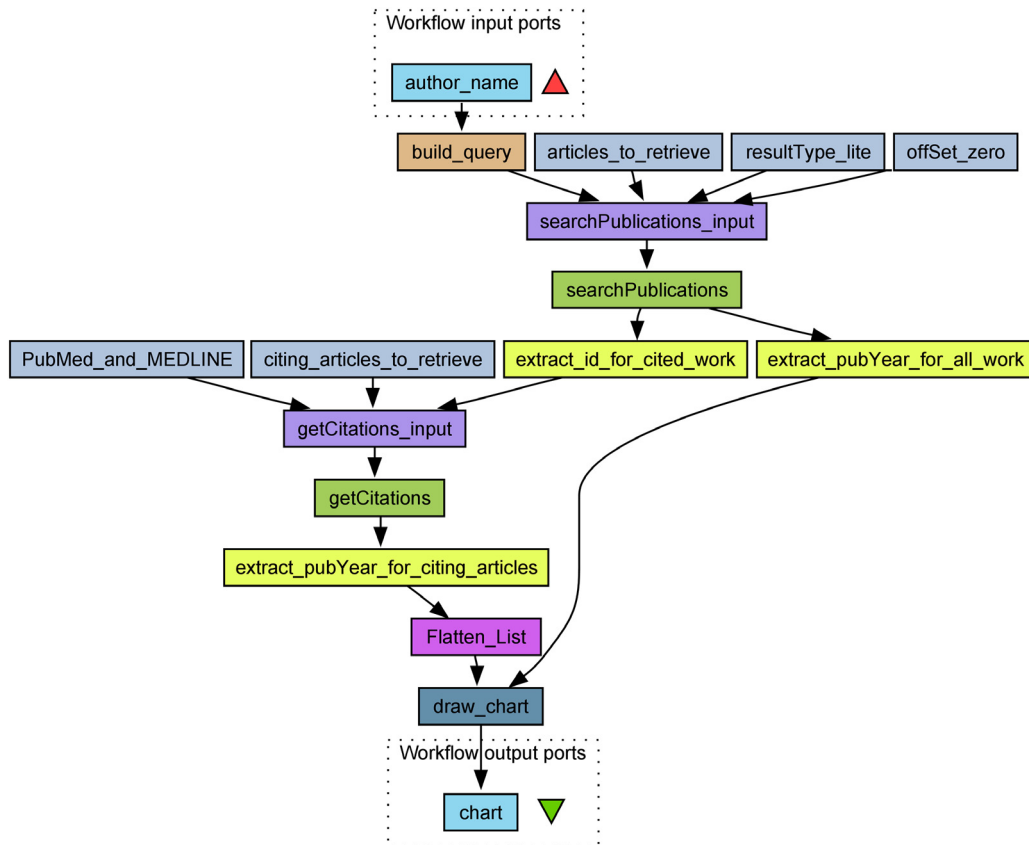 Workflow input ports
author_name
build_query
articles_to_retrieve
resultType_lite
offSet_zero
searchPublications_input
searchPublications
PubMed_and_MEDLINE
citing_articles_to_retrieve
extract_id_for_cited_work
extract_pubYear_for_all_work
getCitations_input
getCitations
extract_pubYear_for_citing_articles
Flatten_List
draw_chart
Workflow output ports
chart